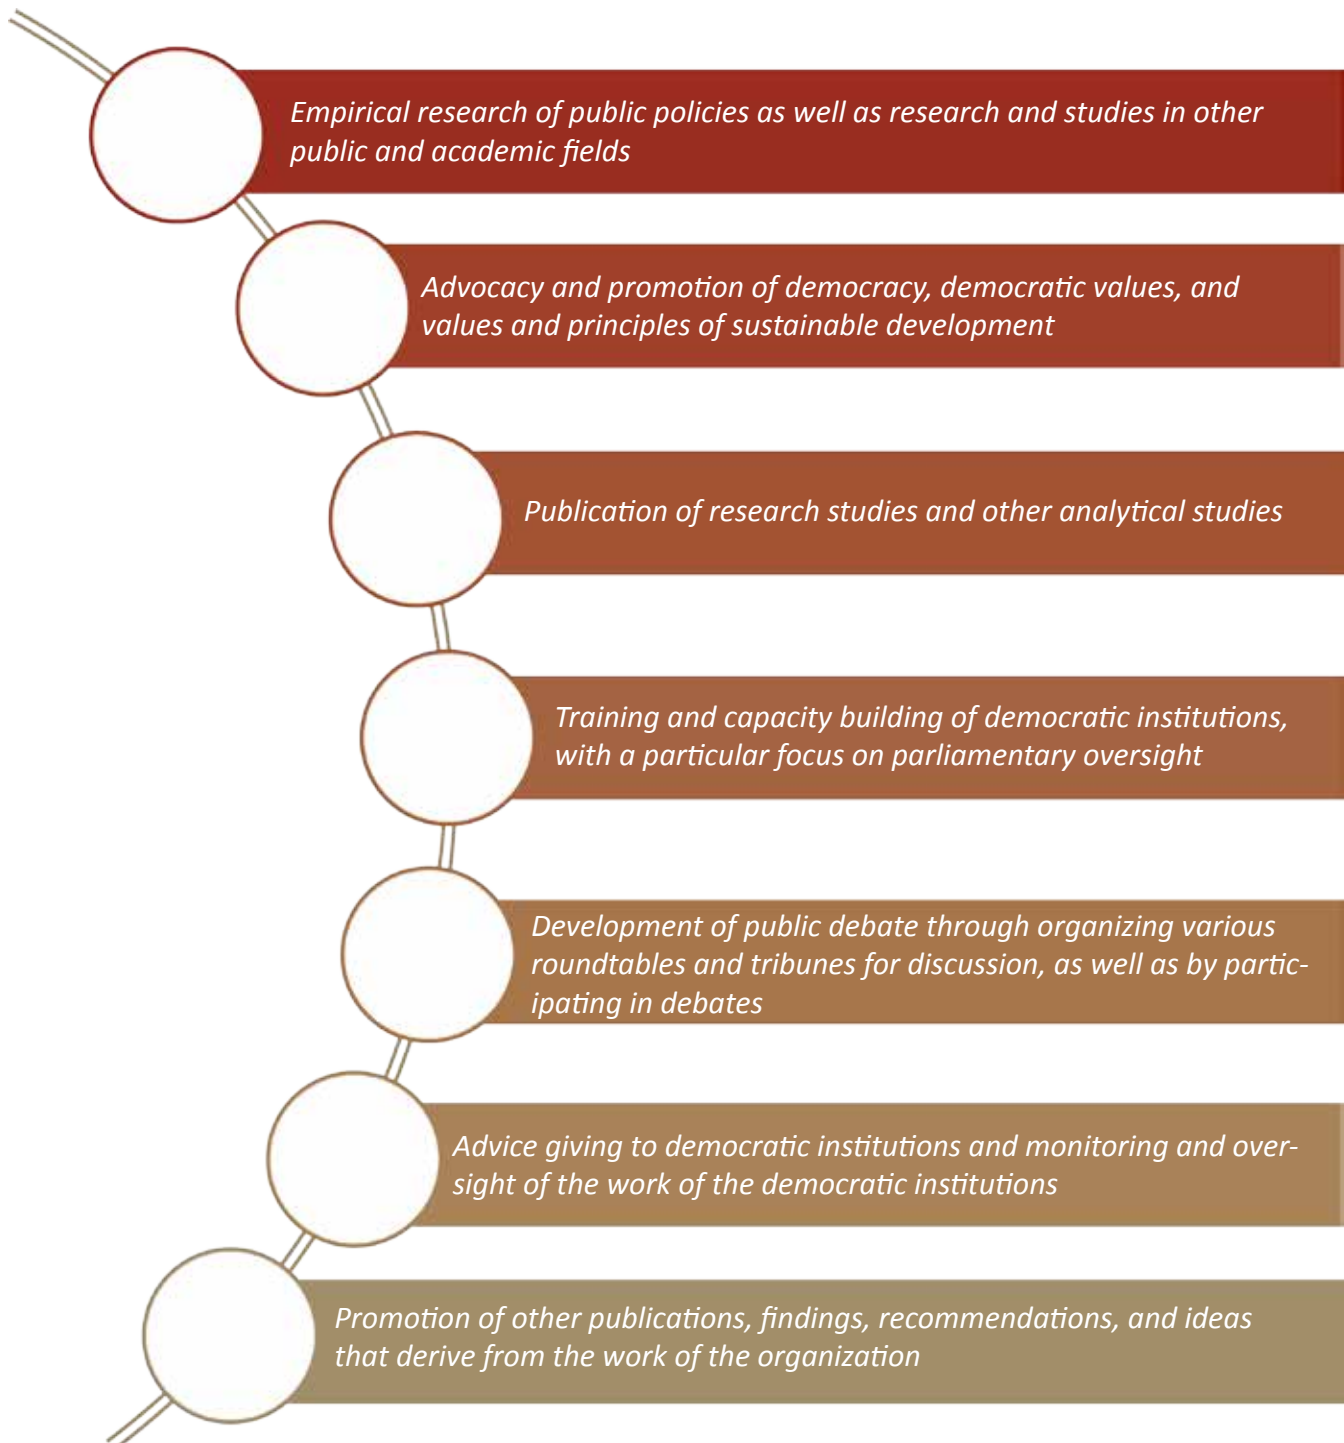 Empirical research of public policies as well as research and studies in other
public and academic fields
Advocacy and promotion of democracy, democratic values, and
values and principles of sustainable development
Publication of research studies and other analytical studies
Training and capacity building of democratic institutions,
with a particular focus on parliamentary oversight
Development of public debate through organizing various
roundtables and tribunes for discussion, as well as by partic-
ipating in debates
Advice giving to democratic institutions and monitoring and over-
sight of the work of the democratic institutions
Promotion of other publications, findings, recommendations, and ideas
that derive from the work of the organization